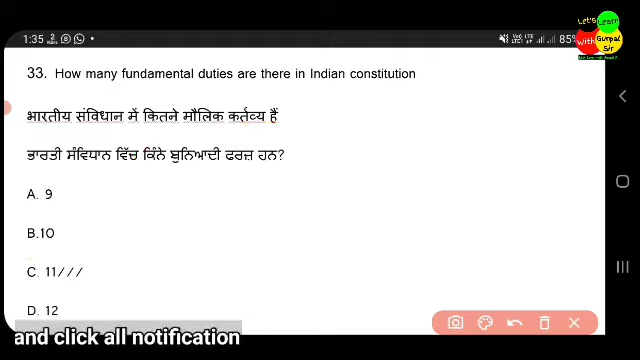 1:35
85%
Let's Learn
with Gurpal
Sir
33. How many fundamental duties are there in Indian constitution
भारतीय संविधान में कितने मौलिक कर्तव्य हैं
ਭਾਰਤੀ ਸੰਵਿਧਾਨ ਵਿੱਚ ਕਿੰਨੇ ਬੁਨਿਆਦੀ ਫਰਜ਼ ਹਨ?
A. 9
B.10
C. 11///
D. 12
and click all notification